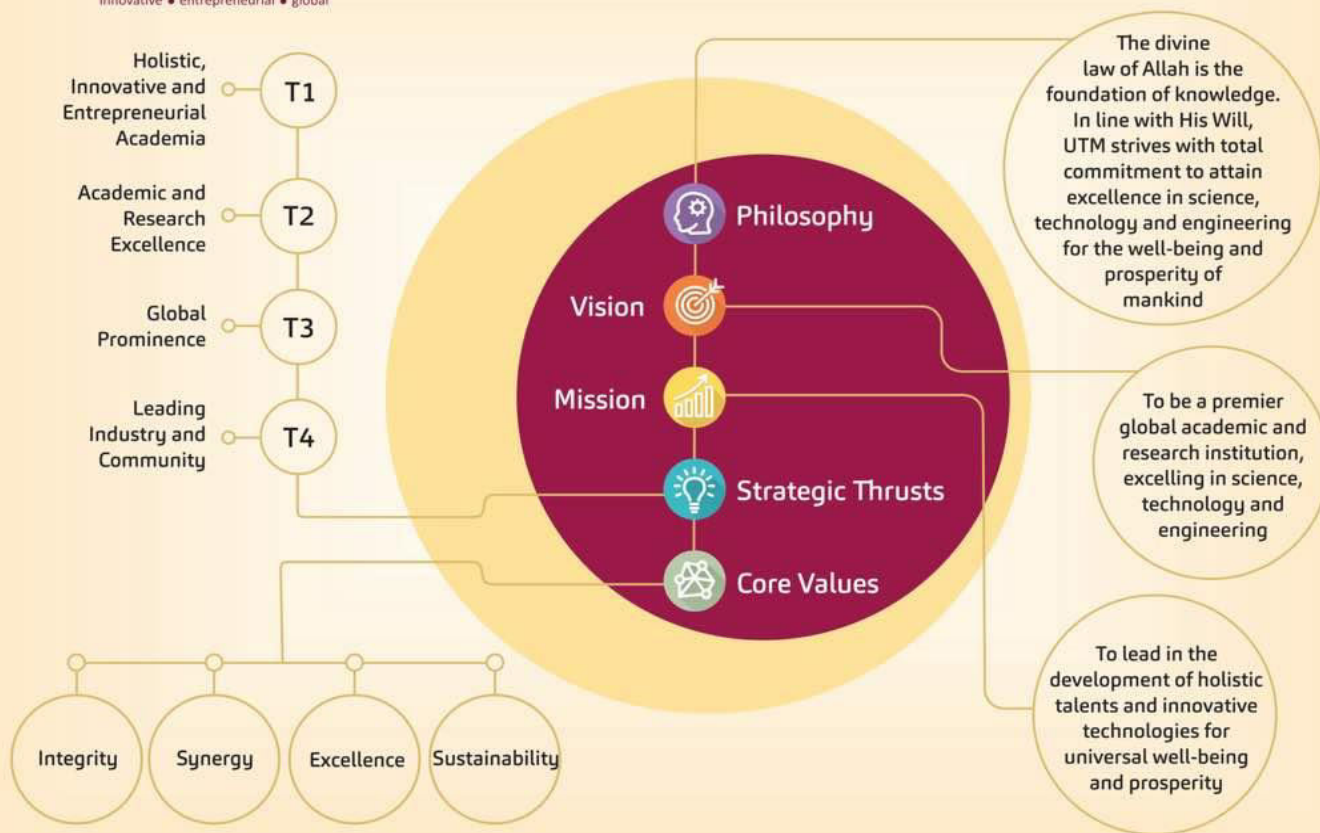 innovative ● entrepreneurial ● global
Holistic,
Innovative and
Entrepreneurial
Academia
T1
Academic and
Research
Excellence
T2
Global
Prominence
T3
Leading
Industry and
Community
T4
Philosophy
Vision
Mission
Strategic Thrusts
Core Values
The divine
law of Allah is the
foundation of knowledge.
In line with His Will,
UTM strives with total
commitment to attain
excellence in science,
technology and engineering
for the well-being and
prosperity of
mankind
To be a premier
global academic and
research institution,
excelling in science,
technology and
engineering
To lead in the
development of holistic
talents and innovative
technologies for
universal well-being
and prosperity
Integrity
Synergy
Excellence
Sustainability